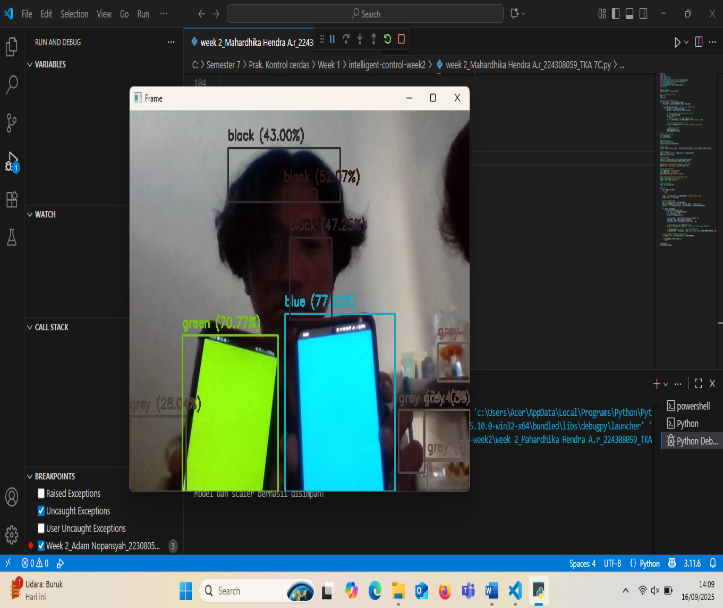 File Edit Selection View Go Run ... Search
RUN AND DEBUG ...
week 2_Mahardhika Hendra A.r_2243
C: > Semester 7 > Prak. Kontrol cerdas > Week 1 > intelligent-control-week2 > week 2_Mahardhika Hendra A.r_224308059_TKA 7C.py > ...
VARIABLES
104
Frame
black (43.00%)
black (52.07%)
black (47.25%)
blue (77.
green (70.77%)
grey (28.04%)
grey
grey
grey
WATCH
CALL STACK
'c:\Users\Acer\AppData\Local\Programs\Python\Pyt
5.10.0-win32-x64\bundled\libs\debugpy\launcher' '
-week2\week 2_Mahardhika Hendra A.r_224308059_TKA
Model dan scaler berhasil disimpan!
powershell
Python
Python Deb...
BREAKPOINTS
Raised Exceptions
Uncaught Exceptions
User Uncaught Exceptions
Week 2_Adam Nopansyah_2230805... 3
0 0 Spaces: 4 UTF-8 {} Python 3.11.6
Udara: Buruk
Hari ini
Search
14:09
16/09/2025